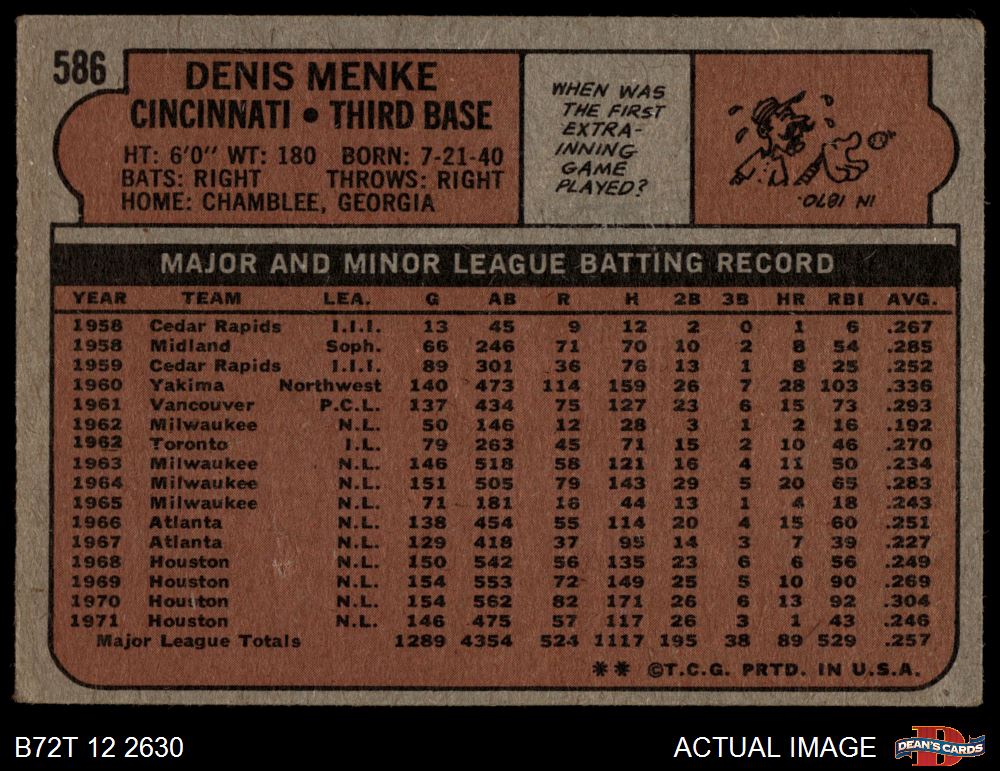 586
DENIS MENKE
CINCINNATI • THIRD BASE
HT: 6'0" WT: 180 BORN: 7-21-40
BATS: RIGHT THROWS: RIGHT
HOME: CHAMBLEE, GEORGIA
WHEN WAS
THE FIRST
EXTRA-
INNING
GAME
PLAYED?
IN 1870.
MAJOR AND MINOR LEAGUE BATTING RECORD
YEAR TEAM LEA. G AB R H 2B 3B HR RBI AVG.
1958 Cedar Rapids I.I.I. 13 45 9 12 2 0 1 6 .267
1958 Midland Soph. 66 246 71 70 10 2 8 54 .285
1959 Cedar Rapids I.I.I. 89 301 36 76 13 1 8 25 .252
1960 Yakima Northwest 140 473 114 159 26 7 28 103 .336
1961 Vancouver P.C.L. 137 434 75 127 23 6 15 73 .293
1962 Milwaukee N.L. 50 146 12 28 3 1 2 16 .192
1962 Toronto I.L. 79 263 45 71 15 2 10 46 .270
1963 Milwaukee N.L. 146 518 58 121 16 4 11 50 .234
1964 Milwaukee N.L. 151 505 79 143 29 5 20 65 .283
1965 Milwaukee N.L. 71 181 16 44 13 1 4 18 .243
1966 Atlanta N.L. 138 454 55 114 20 4 15 60 .251
1967 Atlanta N.L. 129 418 37 95 14 3 7 39 .227
1968 Houston N.L. 150 542 56 135 23 6 6 56 .249
1969 Houston N.L. 154 553 72 149 25 5 10 90 .269
1970 Houston N.L. 154 562 82 171 26 6 13 92 .304
1971 Houston N.L. 146 475 57 117 26 3 1 43 .246
Major League Totals 1289 4354 524 1117 195 38 89 529 .257
** ©T.C.G. PRTD. IN U.S.A.
B72T 12 2630
ACTUAL IMAGE
D
DEAN'S CARDS